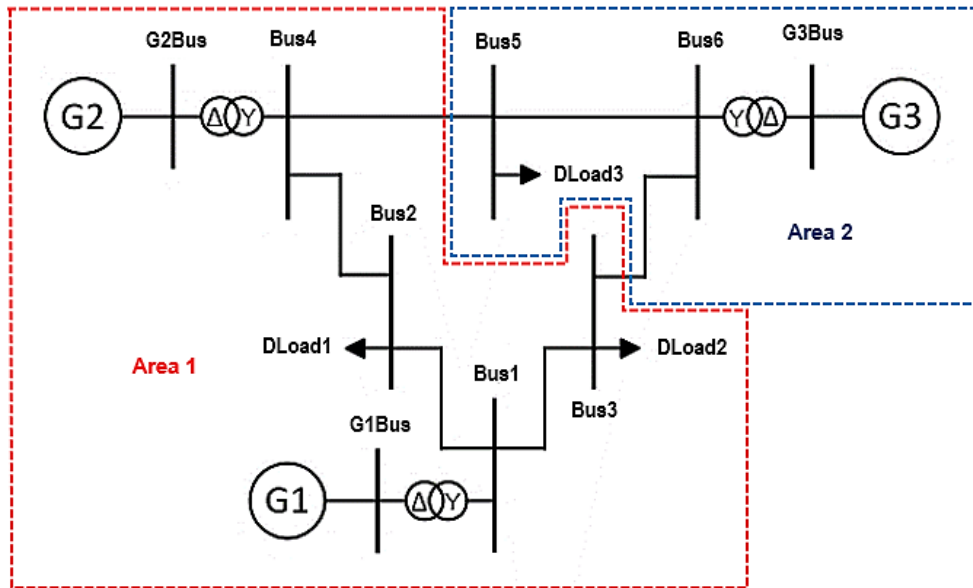 G2Bus
Bus4
Bus5
Bus6
G3Bus
G2
Δ Y
Y Δ
G3
DLoad3
Bus2
Area 2
DLoad1
DLoad2
Area 1
Bus1
Bus3
G1Bus
G1
Δ Y